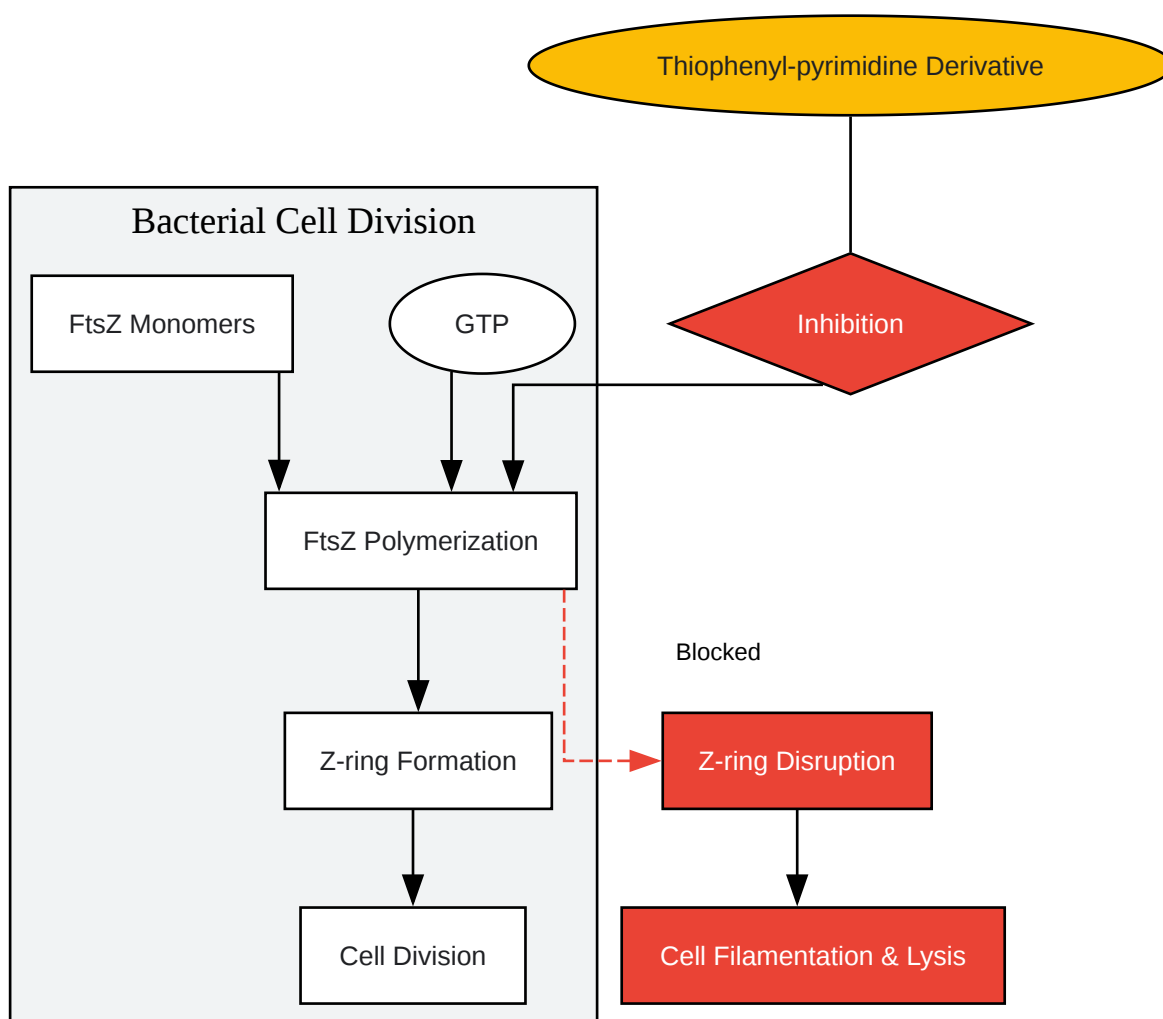 Thiophenyl-pyrimidine Derivative
Bacterial Cell Division
FtsZ Monomers
GTP
Inhibition
FtsZ Polymerization
Blocked
Z-ring Formation
Z-ring Disruption
Cell Division
Cell Filamentation & Lysis